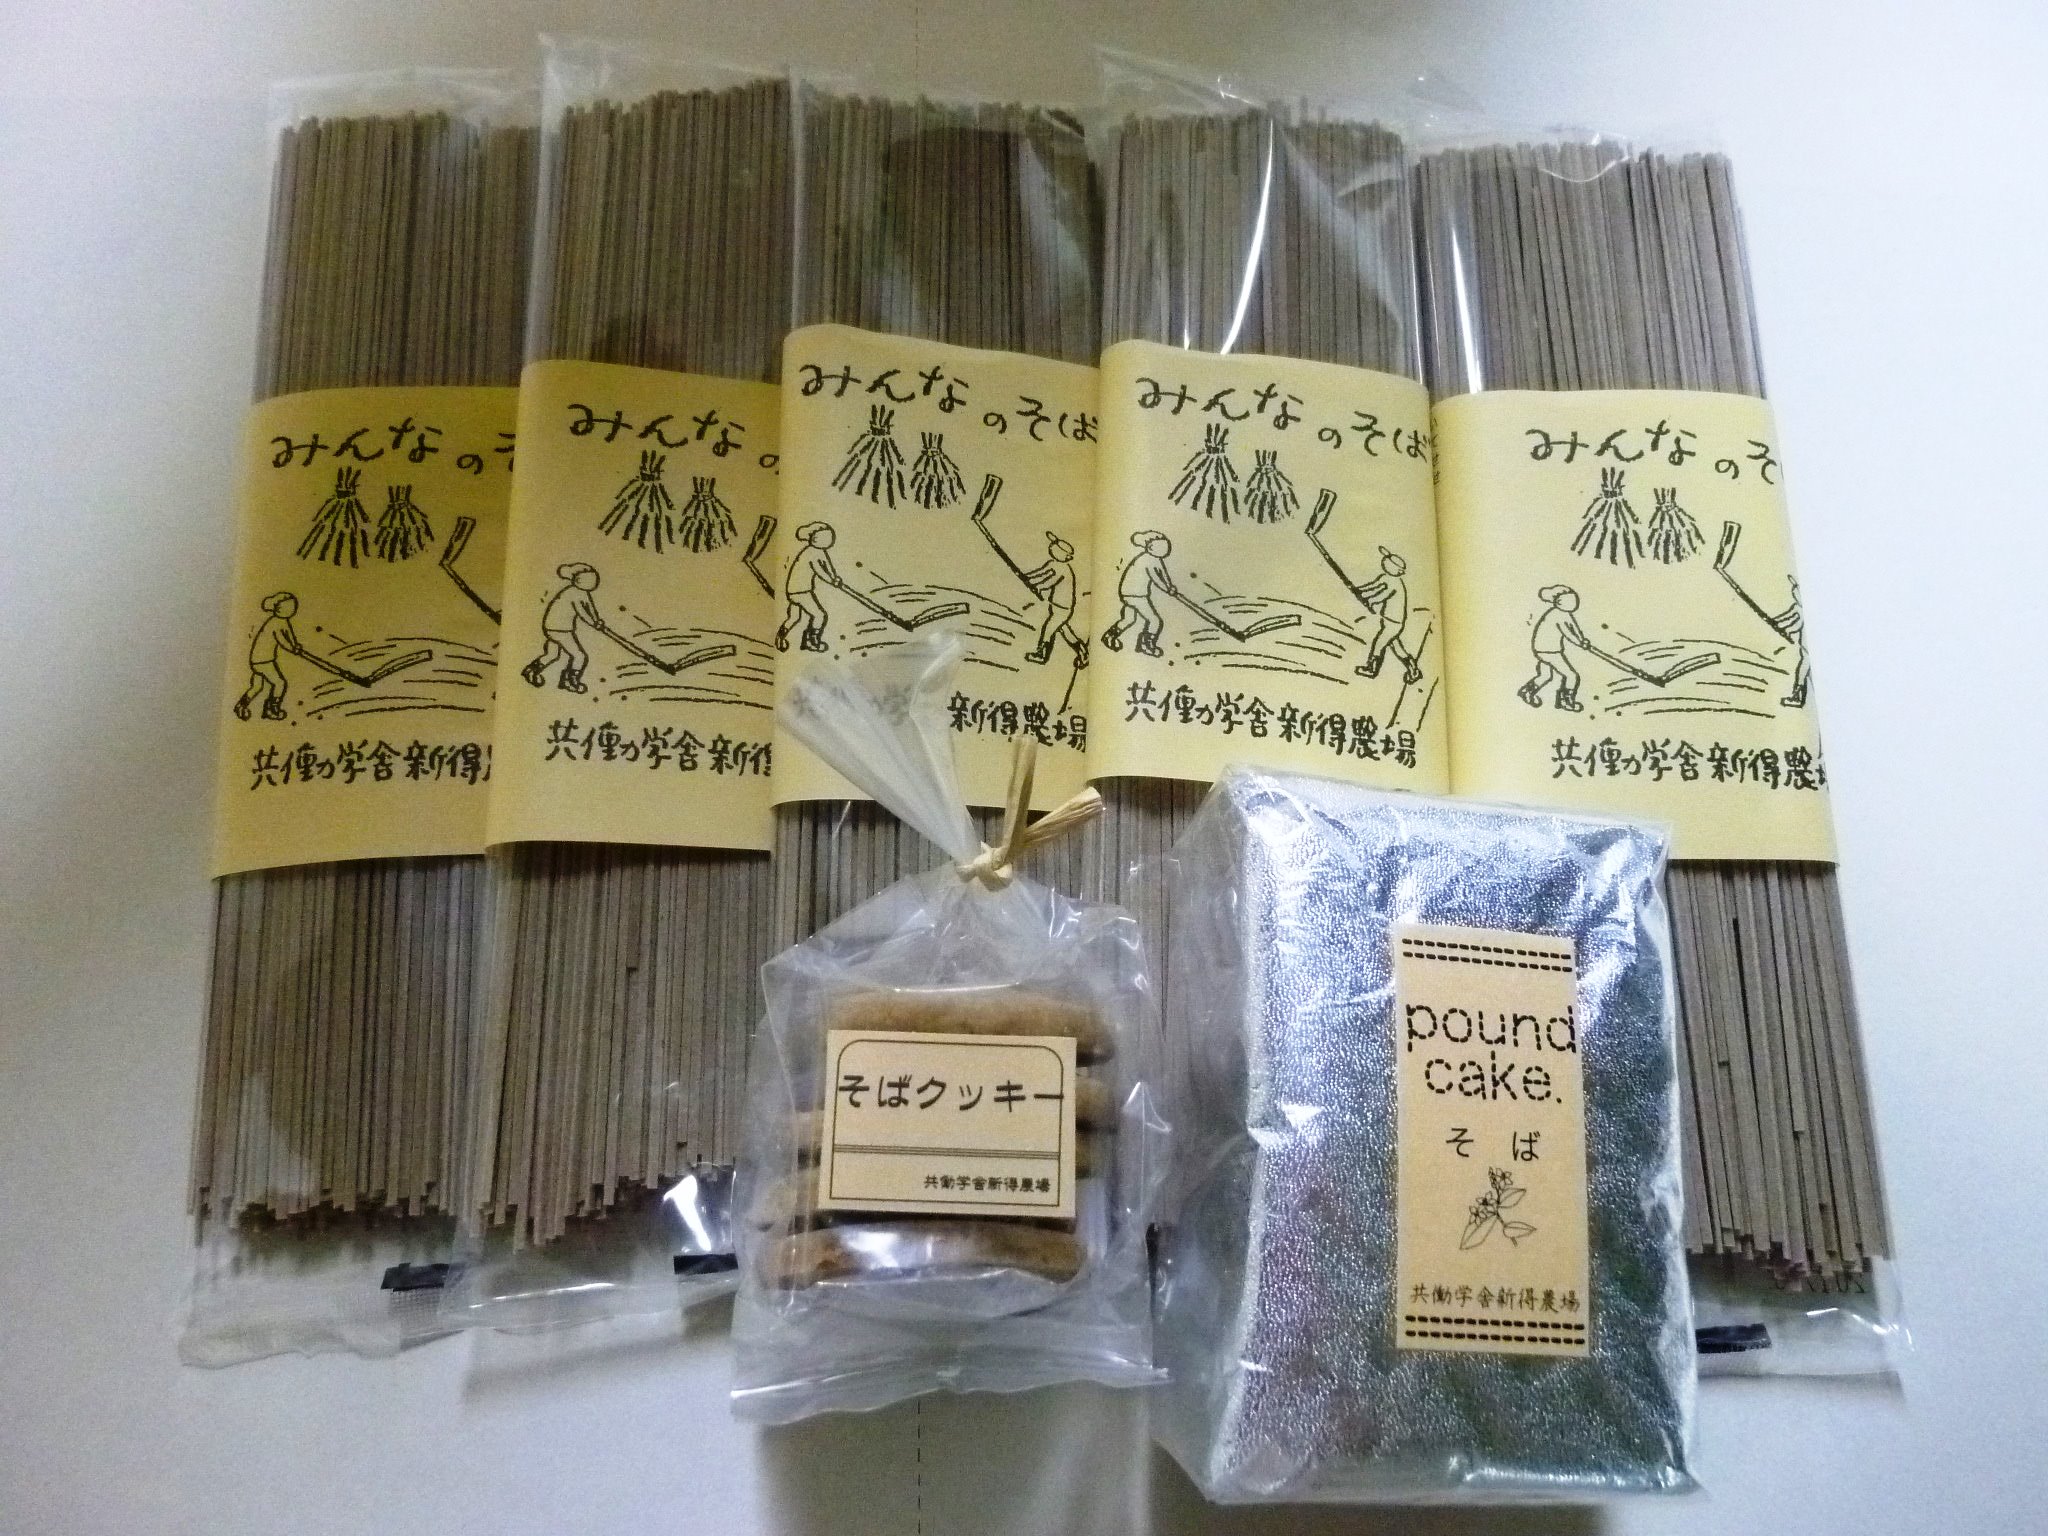 みんなのそ
共働学舎新得
みんなの
共働学舎新得
みんなのそば
新得農場
みんなのそば
共働学舎新得農場
みんなのそば
共働学舎新得農場
そばクッキー
共働学舎新得農場
pound
cake.
そば
共働学舎新得農場